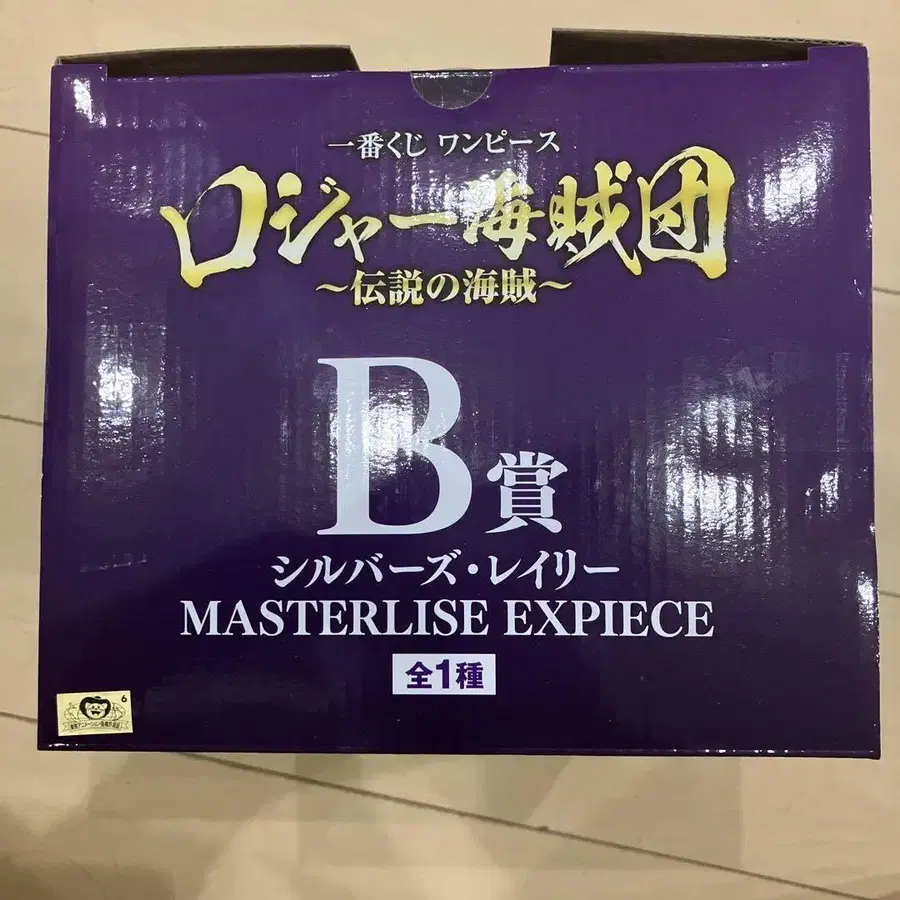 一番くじ ワンピース
ロジャー海賊団
～伝説の海賊～
B賞
シルバーズ・レイリー
MASTERLISE EXPIECE
全1種
6